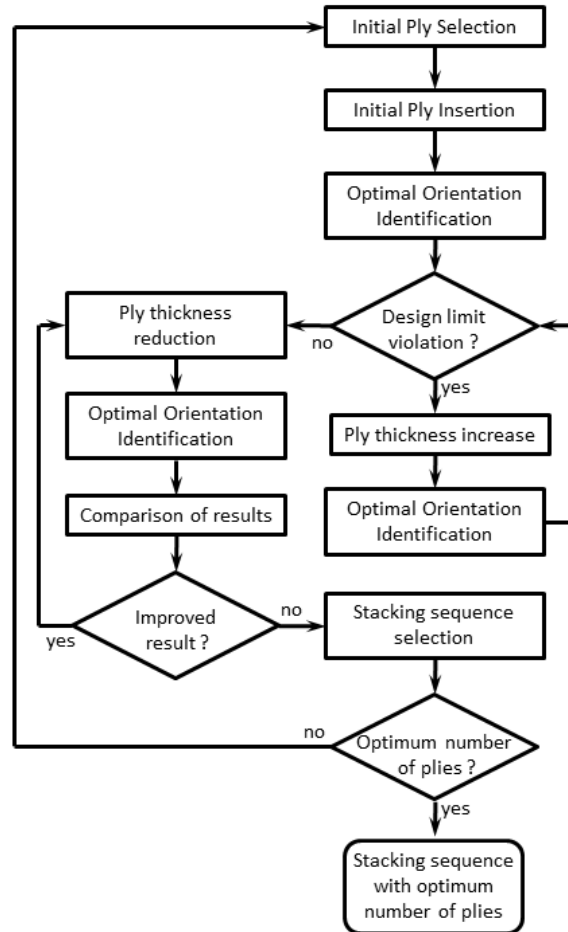 Initial Ply Selection
Initial Ply Insertion
Optimal Orientation
Identification
Design limit
violation ?
no
yes
Ply thickness
reduction
Optimal Orientation
Identification
Comparison of results
Ply thickness increase
Optimal Orientation
Identification
Improved
result ?
yes
no
Stacking sequence
selection
Optimum number
of plies ?
no
yes
Stacking sequence
with optimum
number of plies